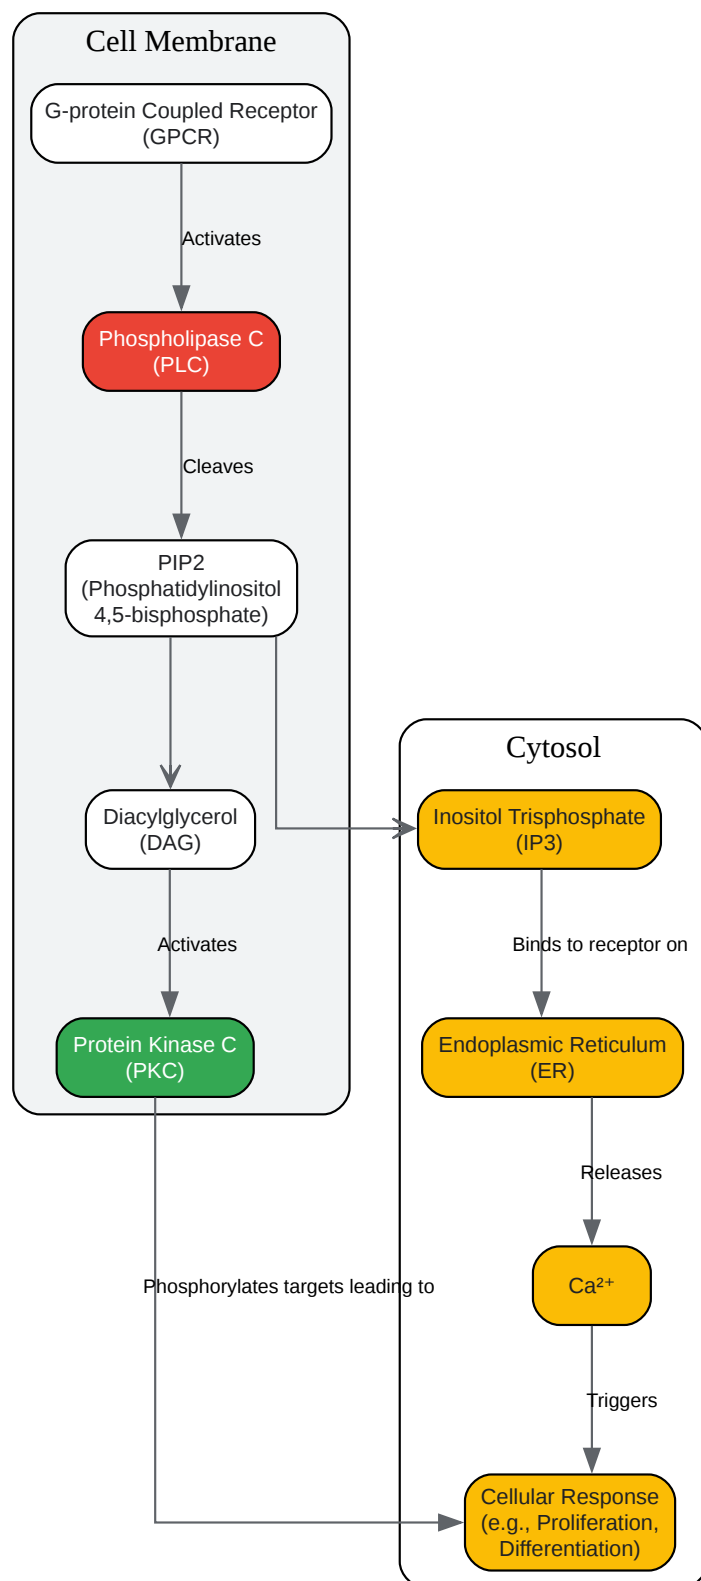 Cell Membrane
G-protein Coupled Receptor
(GPCR)
Activates
Phospholipase C
(PLC)
Cleaves
PIP2
(Phosphatidylinositol
4,5-bisphosphate)
Diacylglycerol
(DAG)
Activates
Protein Kinase C
(PKC)
Phosphorylates targets leading to
Cytosol
Inositol Trisphosphate
(IP3)
Binds to receptor on
Endoplasmic Reticulum
(ER)
Releases
Ca²⁺
Triggers
Cellular Response
(e.g., Proliferation,
Differentiation)